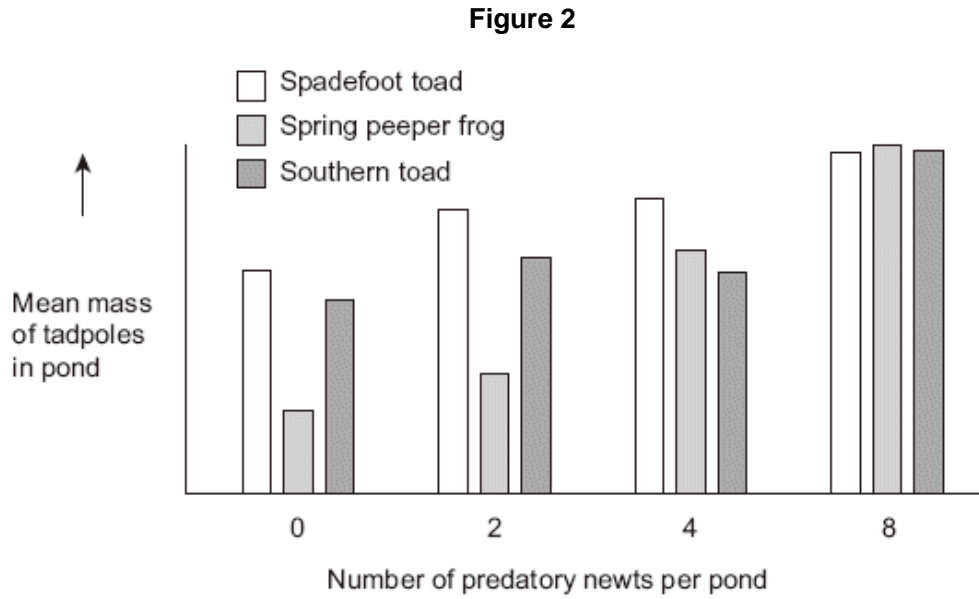 Figure 2
Spadefoot toad
Spring peeper frog
Southern toad
Mean mass
of tadpoles
in pond
0 2 4 8
Number of predatory newts per pond